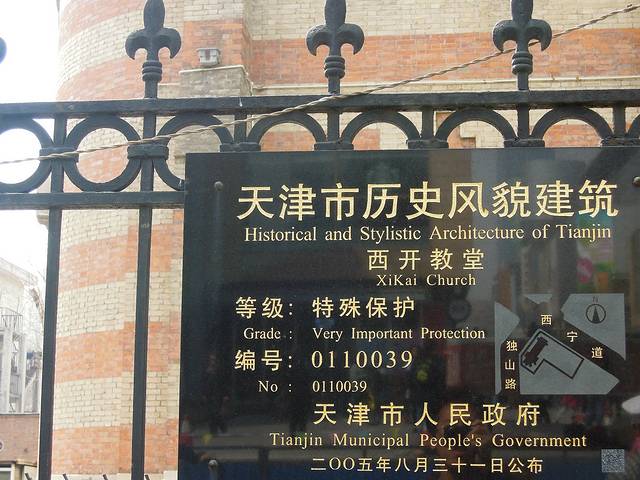 天津市历史风貌建筑
Historical and Stylistic Architecture of Tianjin
西开教堂
XiKai Church
等级：特殊保护
Grade : Very Important Protection
编号：0110039
No : 0110039
N
西宁道
独山路
天津市人民政府
Tianjin Municipal People's Government
二〇〇五年八月三十一日公布